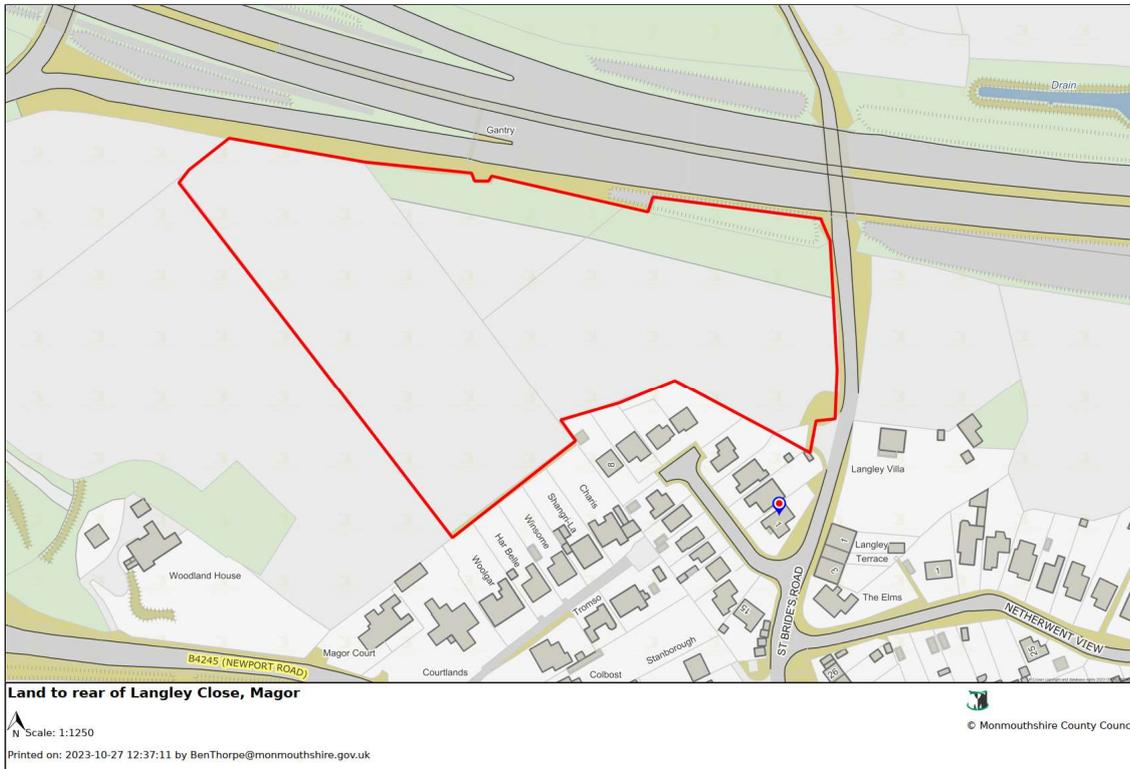 Drain
Gantry
8
Charis
Shangri-La
Winsome
Har Belle
Woolgar
Langley Villa
1
1
Langley
Terrace
3
1
Woodland House
The Elms
Tromso
15
ST BRIDE'S ROAD
NETHERWENT VIEW
Magor Court
B4245 (NEWPORT ROAD)
Stanborough
25
Courtlands
Colbost
26
Land to rear of Langley Close, Magor
N Scale: 1:1250
© Monmouthshire County Counc
Printed on: 2023-10-27 12:37:11 by BenThorpe@monmouthshire.gov.uk